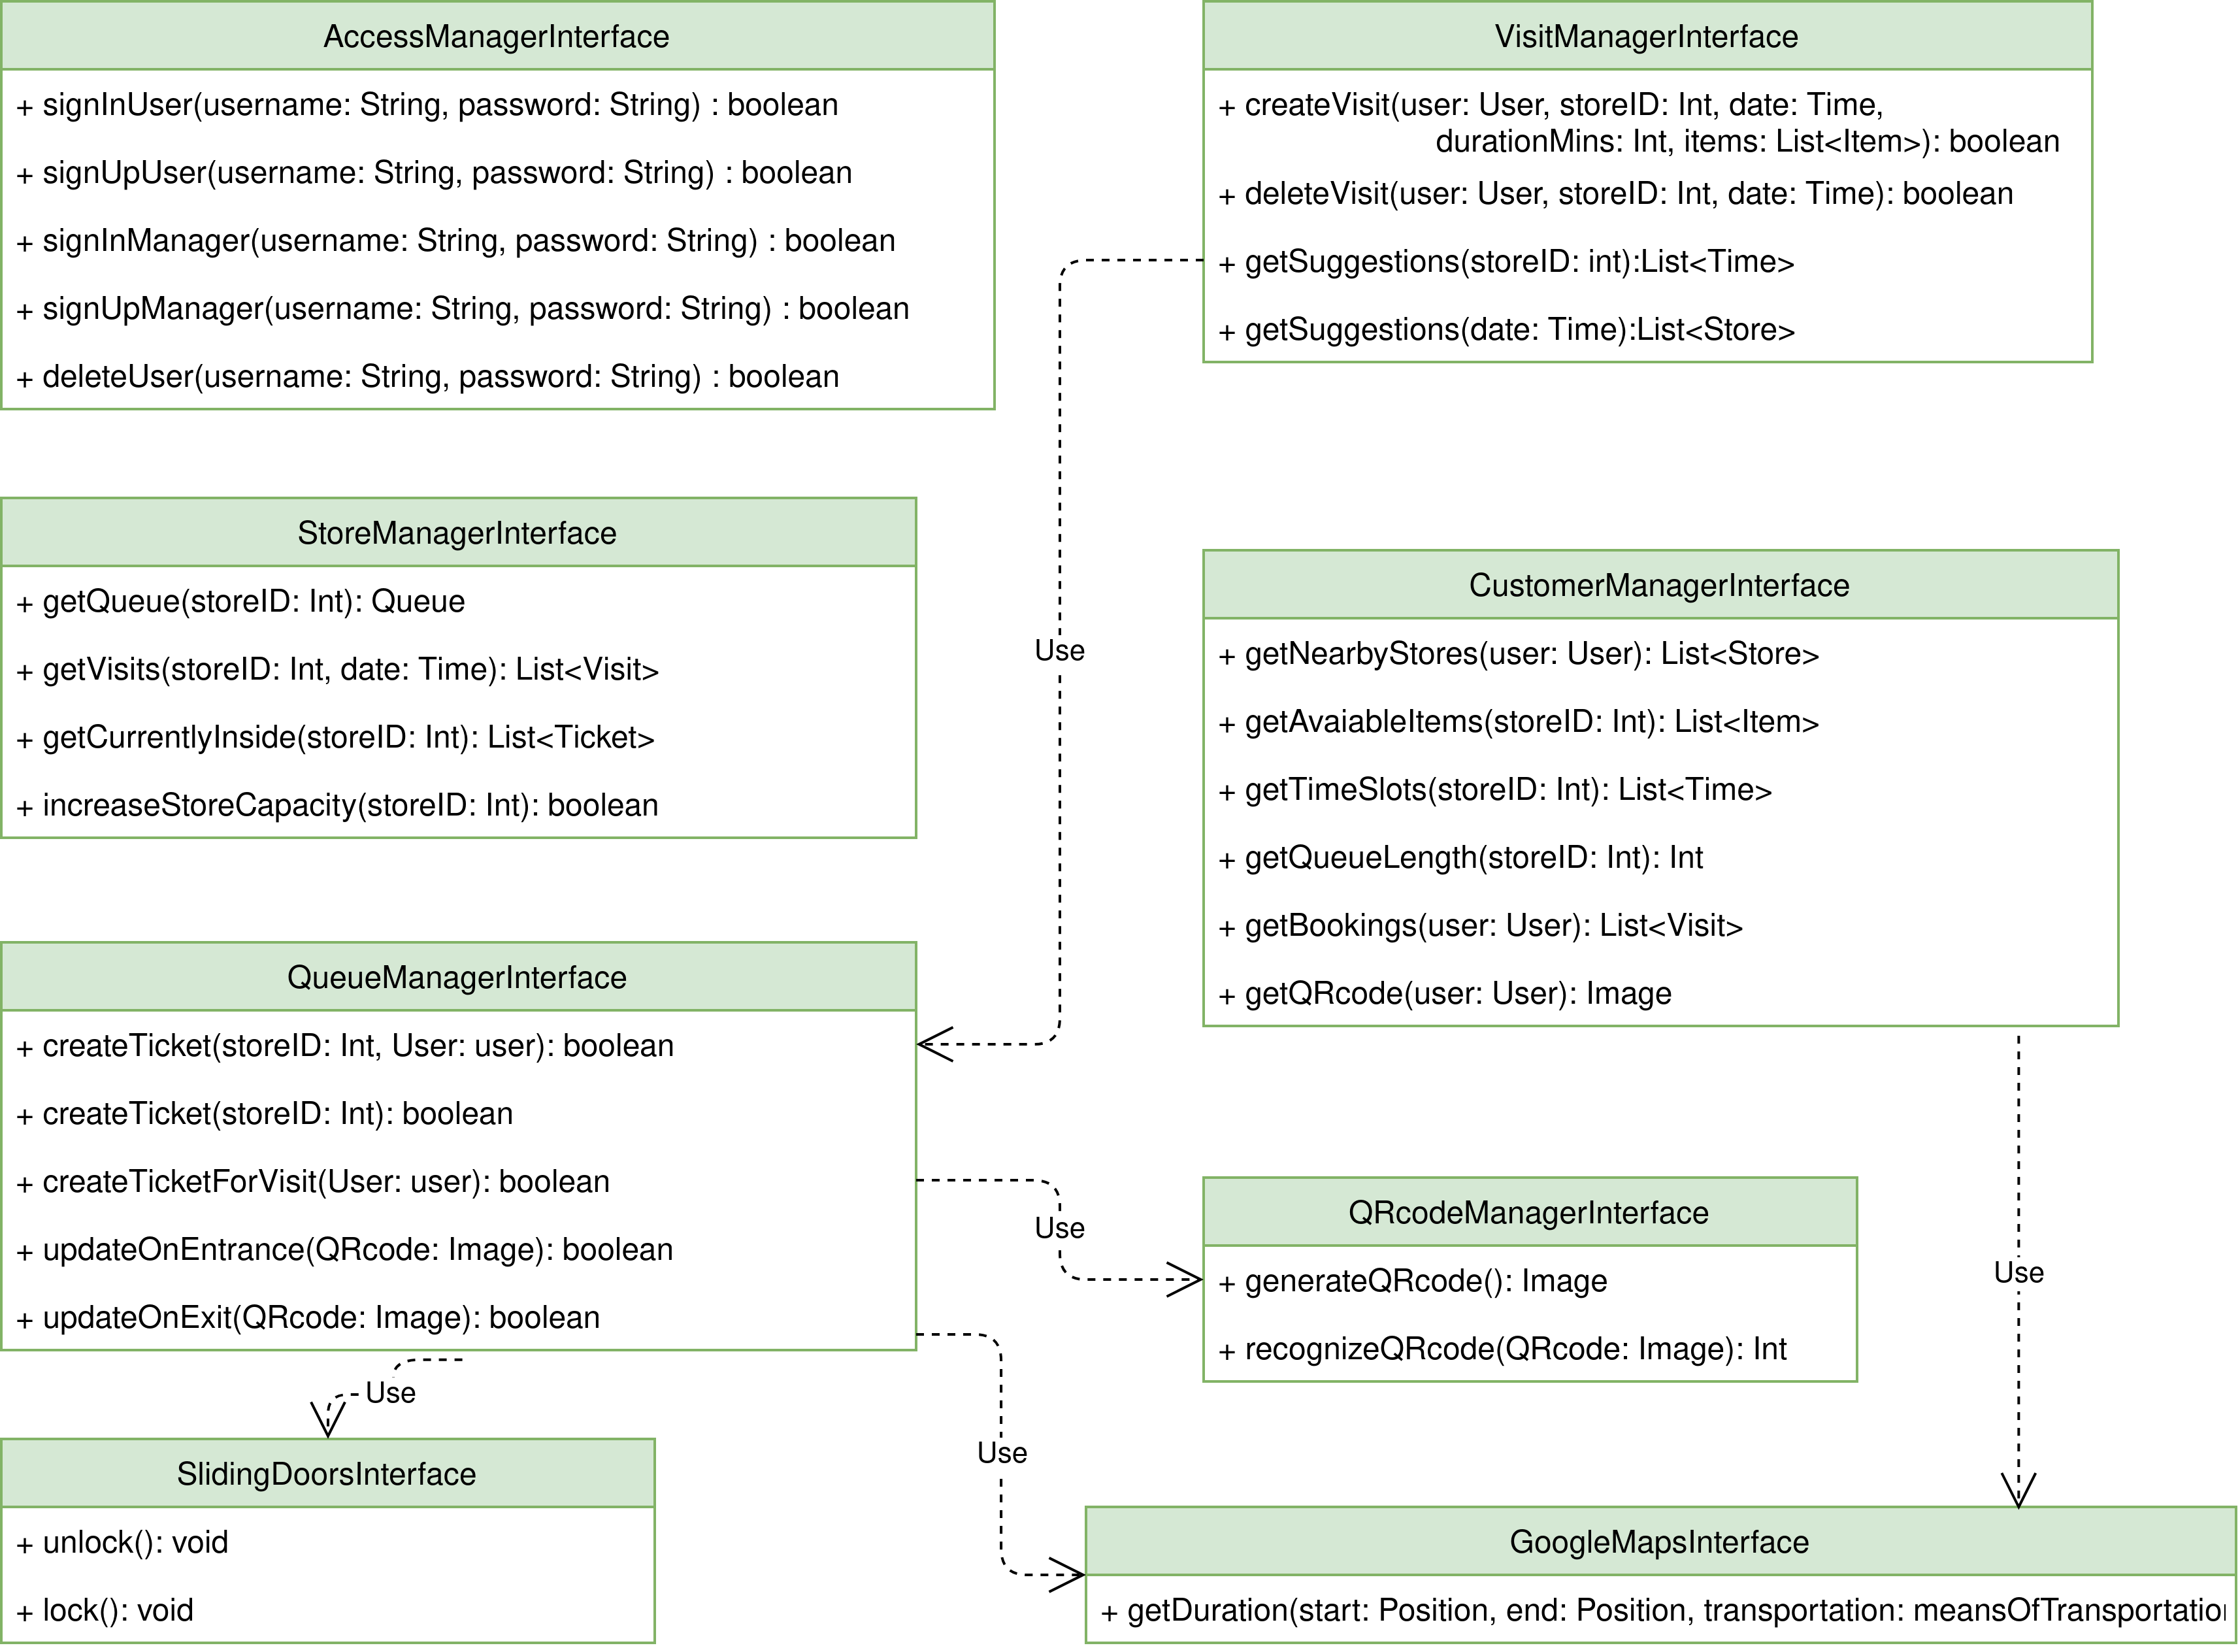 AccessManagerInterface
+ signInUser(username: String, password: String) : boolean
+ signUpUser(username: String, password: String) : boolean
+ signInManager(username: String, password: String) : boolean
+ signUpManager(username: String, password: String) : boolean
+ deleteUser(username: String, password: String) : boolean
VisitManagerInterface
+ createVisit(user: User, storeID: Int, date: Time,
durationMins: Int, items: List<Item>): boolean
+ deleteVisit(user: User, storeID: Int, date: Time): boolean
+ getSuggestions(storeID: int):List<Time>
+ getSuggestions(date: Time):List<Store>
Use
StoreManagerInterface
+ getQueue(storeID: Int): Queue
+ getVisits(storeID: Int, date: Time): List<Visit>
+ getCurrentlyInside(storeID: Int): List<Ticket>
+ increaseStoreCapacity(storeID: Int): boolean
CustomerManagerInterface
+ getNearbyStores(user: User): List<Store>
+ getAvaiableItems(storeID: Int): List<Item>
+ getTimeSlots(storeID: Int): List<Time>
+ getQueueLength(storeID: Int): Int
+ getBookings(user: User): List<Visit>
+ getQRcode(user: User): Image
QueueManagerInterface
+ createTicket(storeID: Int, User: user): boolean
+ createTicket(storeID: Int): boolean
+ createTicketForVisit(User: user): boolean
+ updateOnEntrance(QRcode: Image): boolean
+ updateOnExit(QRcode: Image): boolean
Use
QRcodeManagerInterface
+ generateQRcode(): Image
+ recognizeQRcode(QRcode: Image): Int
Use
Use
Use
SlidingDoorsInterface
+ unlock(): void
+ lock(): void
GoogleMapsInterface
+ getDuration(start: Position, end: Position, transportation: